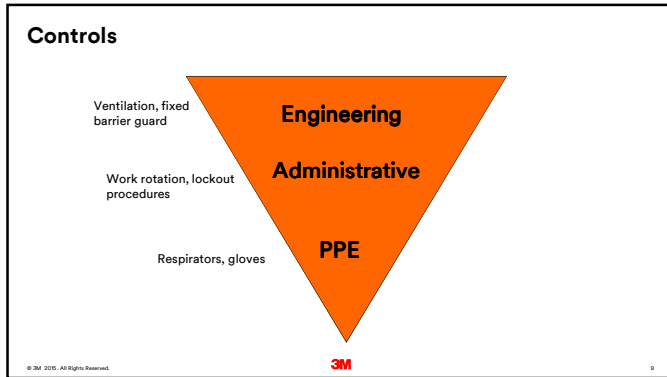 Controls
Ventilation, fixed
barrier guard
Engineering
Administrative
Work rotation, lockout
procedures
PPE
Respirators, gloves
© 3M 2015. All Rights Reserved.
3M
9